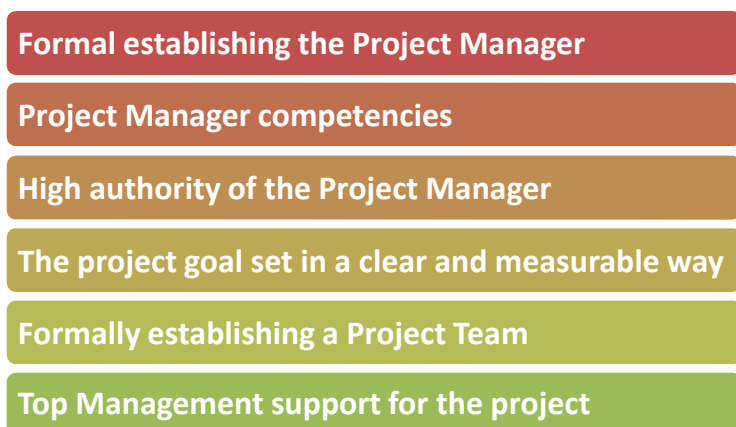 Formal establishing the Project Manager
Project Manager competencies
High authority of the Project Manager
The project goal set in a clear and measurable way
Formally establishing a Project Team
Top Management support for the project